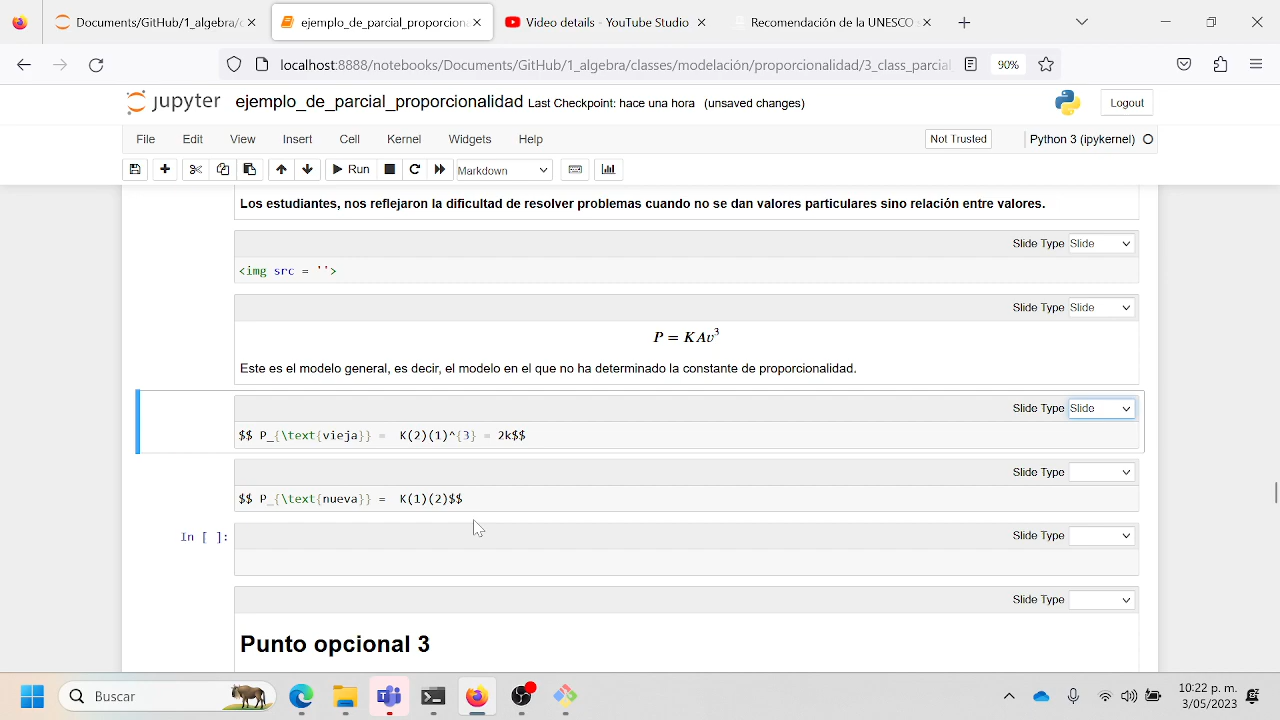 Documents/GitHub/1_algebra/c
ejemplo_de_parcial_proporcion
Video details - YouTube Studio
Recomendación de la UNESCO s
localhost:8888/notebooks/Documents/GitHub/1_algebra/classes/modelación/proporcionalidad/3_class_parcial_
90%
jupyter
ejemplo_de_parcial_proporcionalidad Last Checkpoint: hace una hora (unsaved changes)
Logout
File Edit View Insert Cell Kernel Widgets Help
Not Trusted
Python 3 (ipykernel)
Run
Markdown
Los estudiantes, nos reflejaron la dificultad de resolver problemas cuando no se dan valores particulares sino relación entre valores.
Slide Type Slide
<img src = ''>
Slide Type Slide
P = KAv³
Este es el modelo general, es decir, el modelo en el que no ha determinado la constante de proporcionalidad.
Slide Type Slide
$$ P_{\text{vieja}} = K(2)(1)^{3} = 2k$$
Slide Type
$$ P_{\text{nueva}} = K(1)(2)$$
Slide Type
In [ ]:
Slide Type
Punto opcional 3
Buscar
10:22 p. m.
3/05/2023